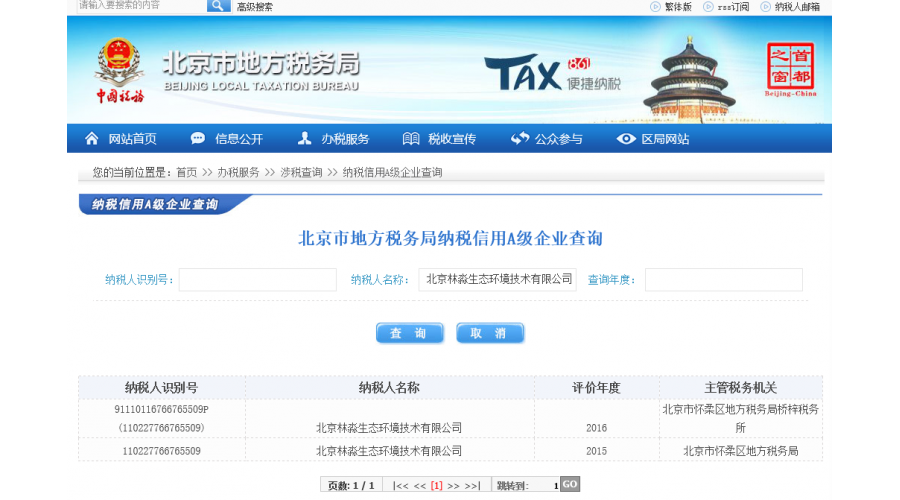 请输入要搜索的内容 高级搜索 繁体版 rss订阅 纳税人邮箱
北京市地方税务局
BEIJING LOCAL TAXATION BUREAU
中国税务
TAX861
便捷纳税
首都之窗
Beijing-China
网站首页 信息公开 办税服务 税收宣传 公众参与 区局网站
您的当前位置是：首页 >> 办税服务 >> 涉税查询 >> 纳税信用A级企业查询
纳税信用A级企业查询
北京市地方税务局纳税信用A级企业查询
纳税人识别号： 纳税人名称： 北京林淼生态环境技术有限公司 查询年度：
查 询 取 消
纳税人识别号 纳税人名称 评价年度 主管税务机关
91110116766765509P
(110227766765509) 北京林淼生态环境技术有限公司 2016 北京市怀柔区地方税务局桥梓税务所
110227766765509 北京林淼生态环境技术有限公司 2015 北京市怀柔区地方税务局
页数: 1 / 1 |<< << [1] >> >>| 跳转到: 1 GO